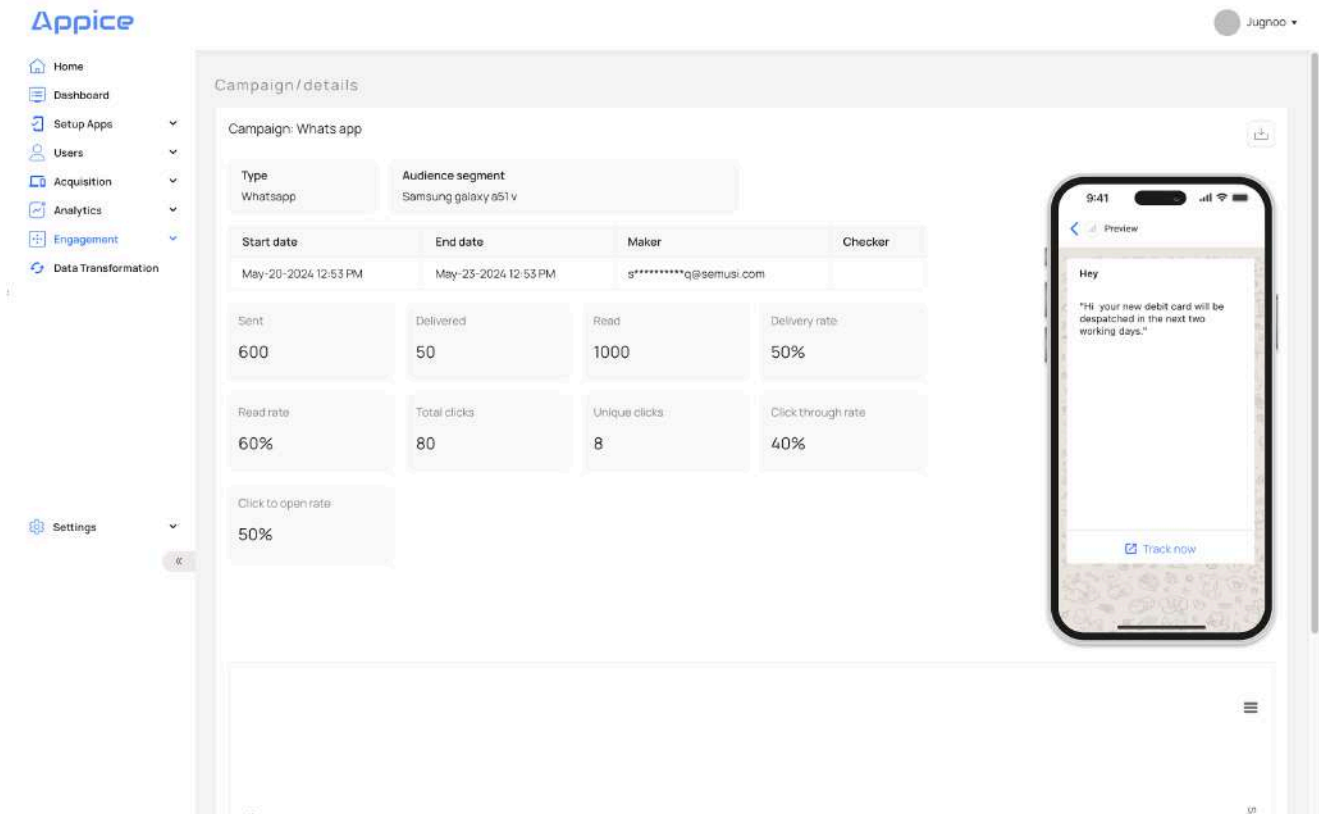 Appice
Jugnoo
Home
Dashboard
Setup Apps
Users
Acquisition
Analytics
Engagement
Data Transformation
Settings
«
Campaign/details
Campaign: Whats app
Type
Whatsapp
Audience segment
Samsung galaxy a51 v
Start date End date Maker Checker
May-20-2024 12:53 PM May-23-2024 12:53 PM s**********q@semusi.com
Sent Delivered Read Delivery rate
600 50 1000 50%
Read rate Total clicks Unique clicks Click through rate
60% 80 8 40%
Click to open rate
50%
9:41
Preview
Hey
"Hi your new debit card will be
despatched in the next two
working days."
Track now